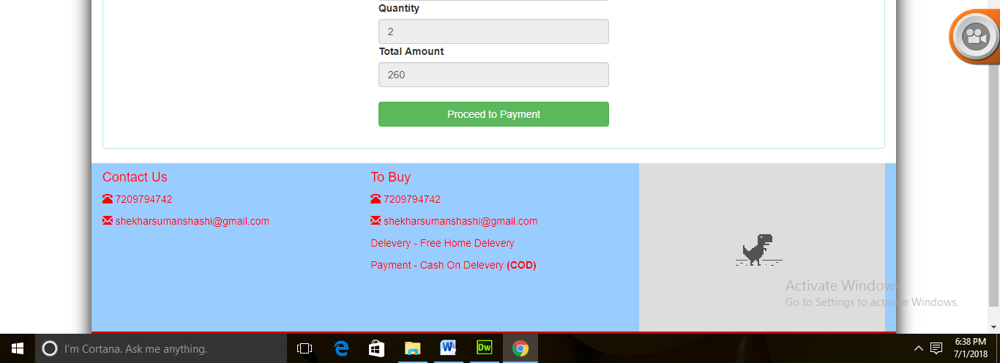 Quantity
2
Total Amount
260
Proceed to Payment
Contact Us
7209794742
shekharsumanshashi@gmail.com
To Buy
7209794742
shekharsumanshashi@gmail.com
Delevery - Free Home Delevery
Payment - Cash On Delevery (COD)
Activate Windows
Go to Settings to activate Windows.
I'm Cortana. Ask me anything.
W
Dw
6:38 PM
7/1/2018